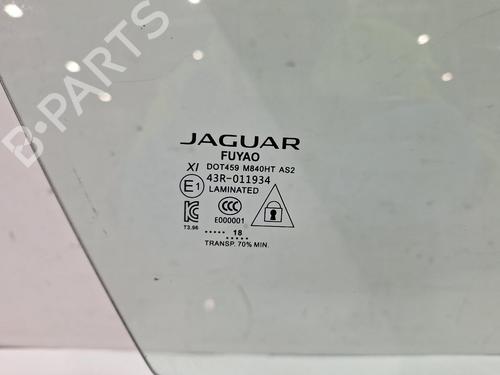 B-PARTS
JAGUAR
FUYAO
XI DOT459 M840HT AS2
E1 43R-011934
LAMINATED
KC CCC
T3.96 E000001
..... 18 .....
TRANSP. 70% MIN.